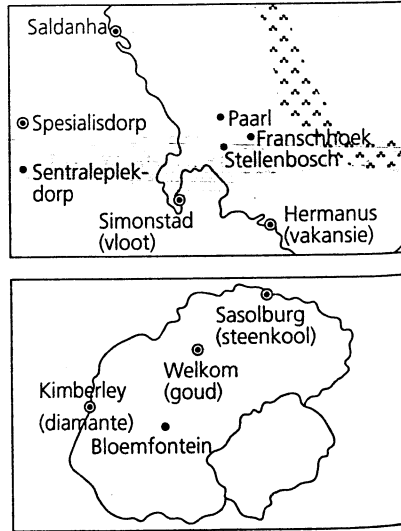 Saldanha
Spesialisdorp
Paarl
Franschhoek
Stellenbosch
Sentraleplek-
dorp
Simonstad
(vloot)
Hermanus
(vakansie)
Sasolburg
(steenkool)
Welkom
(goud)
Kimberley
(diamante)
Bloemfontein